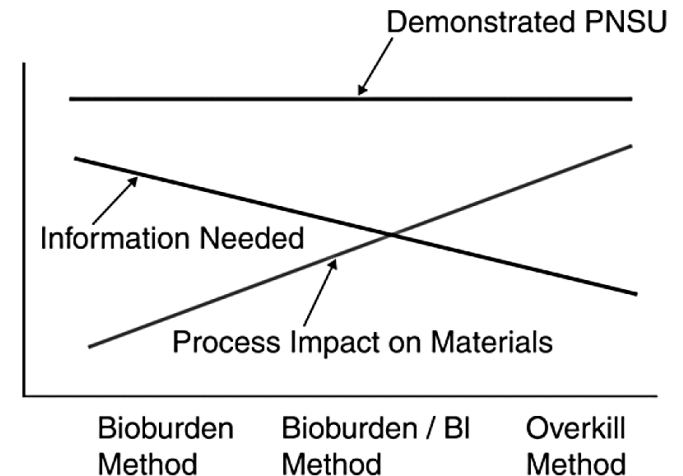 Demonstrated PNSU
Information Needed
Process Impact on Materials
Bioburden
Method
Bioburden / BI
Method
Overkill
Method